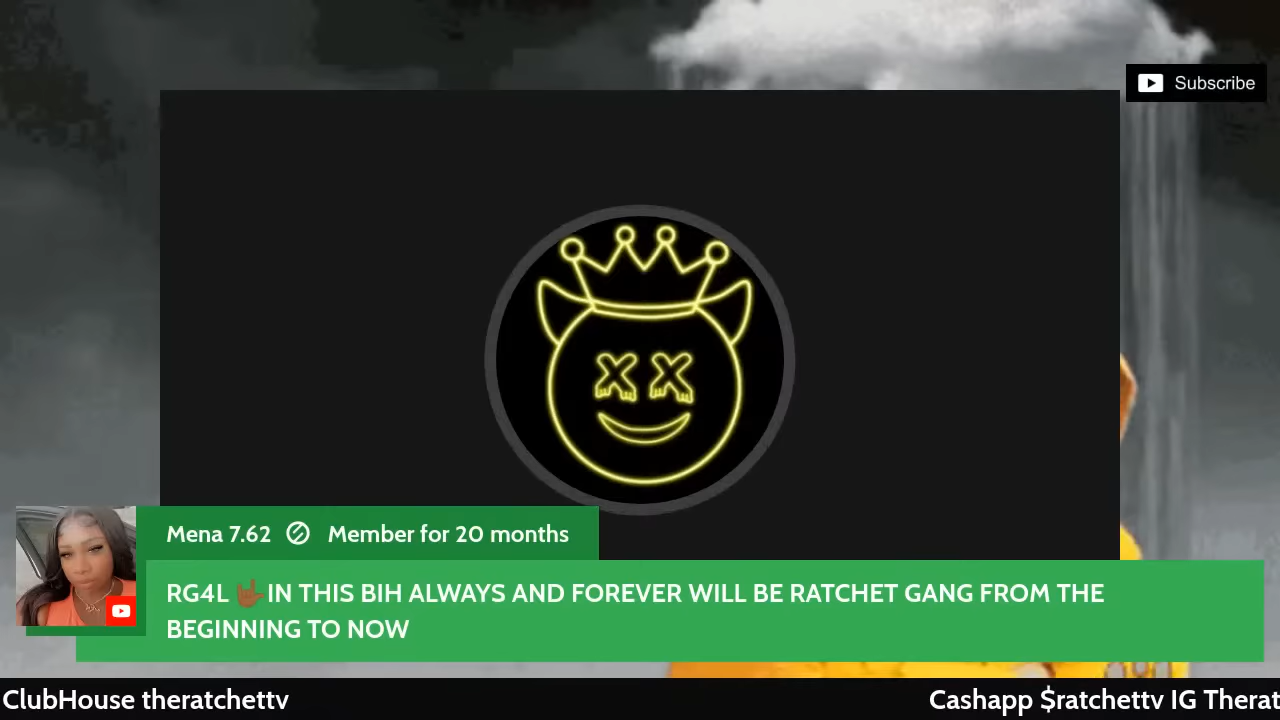 Subscribe
Mena 7.62 Member for 20 months
RG4L 🤟🏾IN THIS BIH ALWAYS AND FOREVER WILL BE RATCHET GANG FROM THE
BEGINNING TO NOW
ClubHouse theratchettv Cashapp $ratchettv IG Therat